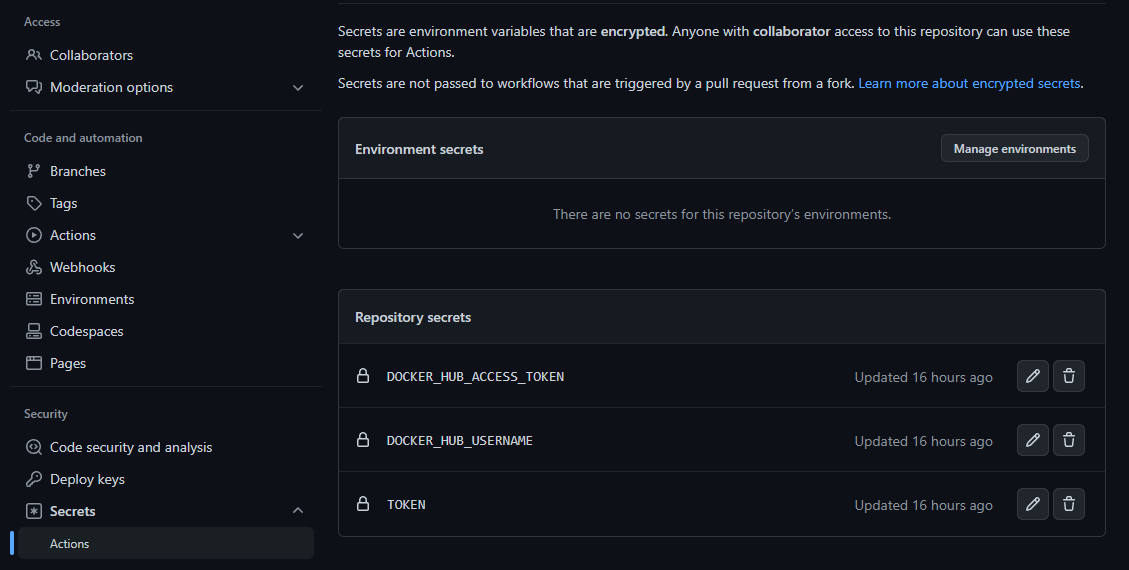 Access
Collaborators
Moderation options
Code and automation
Branches
Tags
Actions
Webhooks
Environments
Codespaces
Pages
Security
Code security and analysis
Deploy keys
Secrets
Actions
Secrets are environment variables that are encrypted. Anyone with collaborator access to this repository can use these
secrets for Actions.
Secrets are not passed to workflows that are triggered by a pull request from a fork. Learn more about encrypted secrets.
Environment secrets
Manage environments
There are no secrets for this repository's environments.
Repository secrets
DOCKER_HUB_ACCESS_TOKEN Updated 16 hours ago
DOCKER_HUB_USERNAME Updated 16 hours ago
TOKEN Updated 16 hours ago